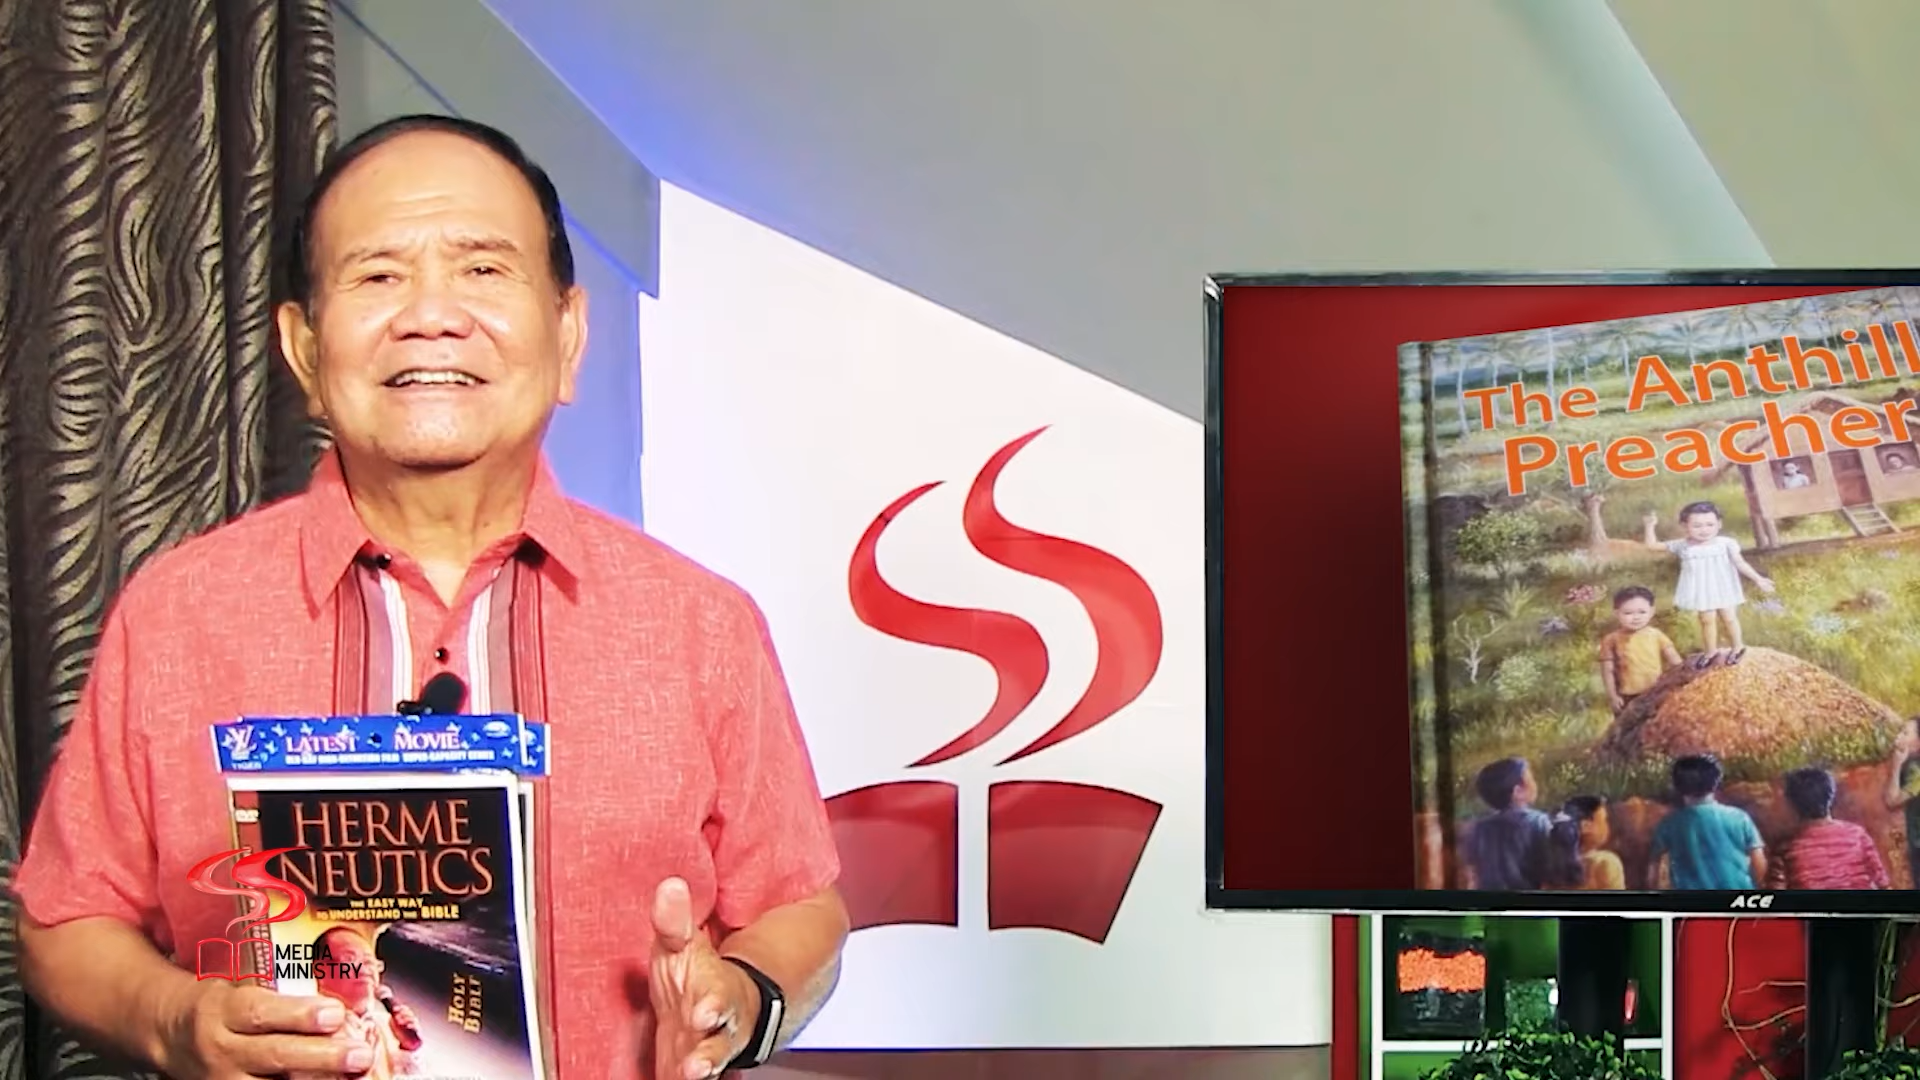 The Anthill
Preacher
LATEST MOVIE
HERME
NEUTICS
THE EASY WAY
TO UNDERSTAND THE BIBLE
HOLY
BIBLE
MEDIA
MINISTRY
ACE